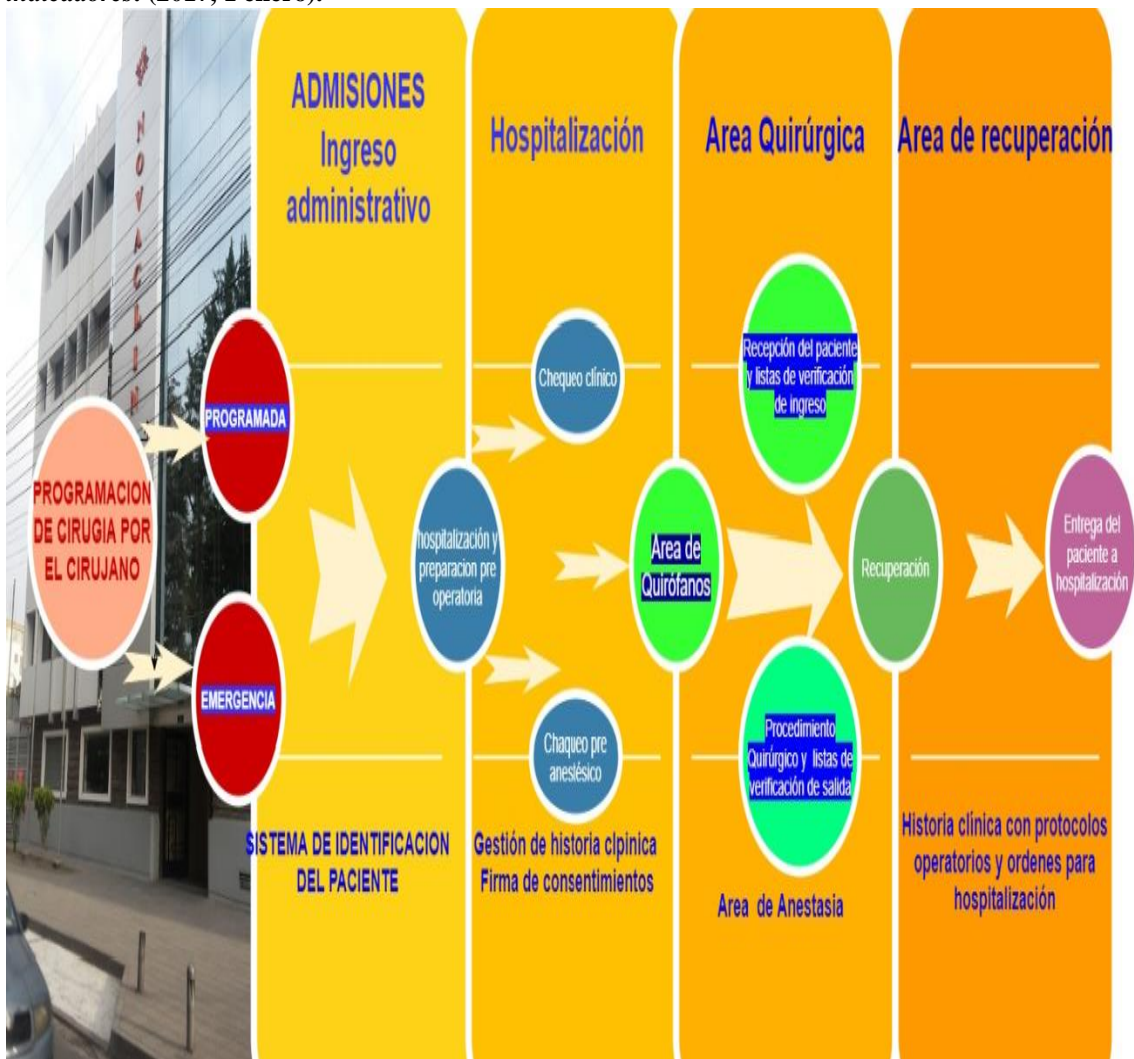 ADMISIONES
Ingreso
administrativo
Hospitalización
Area Quirúrgica
Area de recuperación
NOVACLINI
PROGRAMACION
DE CIRUGIA POR
EL CIRUJANO
PROGRAMADA
EMERGENCIA
hospitalización y
preparacion pre
operatoria
Chequeo clínico
Area de
Quirófanos
Chaqueo pre
anestésico
Recepción del paciente
y listas de verificación
de ingreso
Procedimiento
Quirúrgico y listas de
verificación de salida
Recuperación
Entrega del
paciente a
hospitalización
SISTEMA DE IDENTIFICACION
DEL PACIENTE
Gestión de historia clpinica
Firma de consentimientos
Area de Anestasia
Historia clínica con protocolos
operatorios y ordenes para
hospitalización